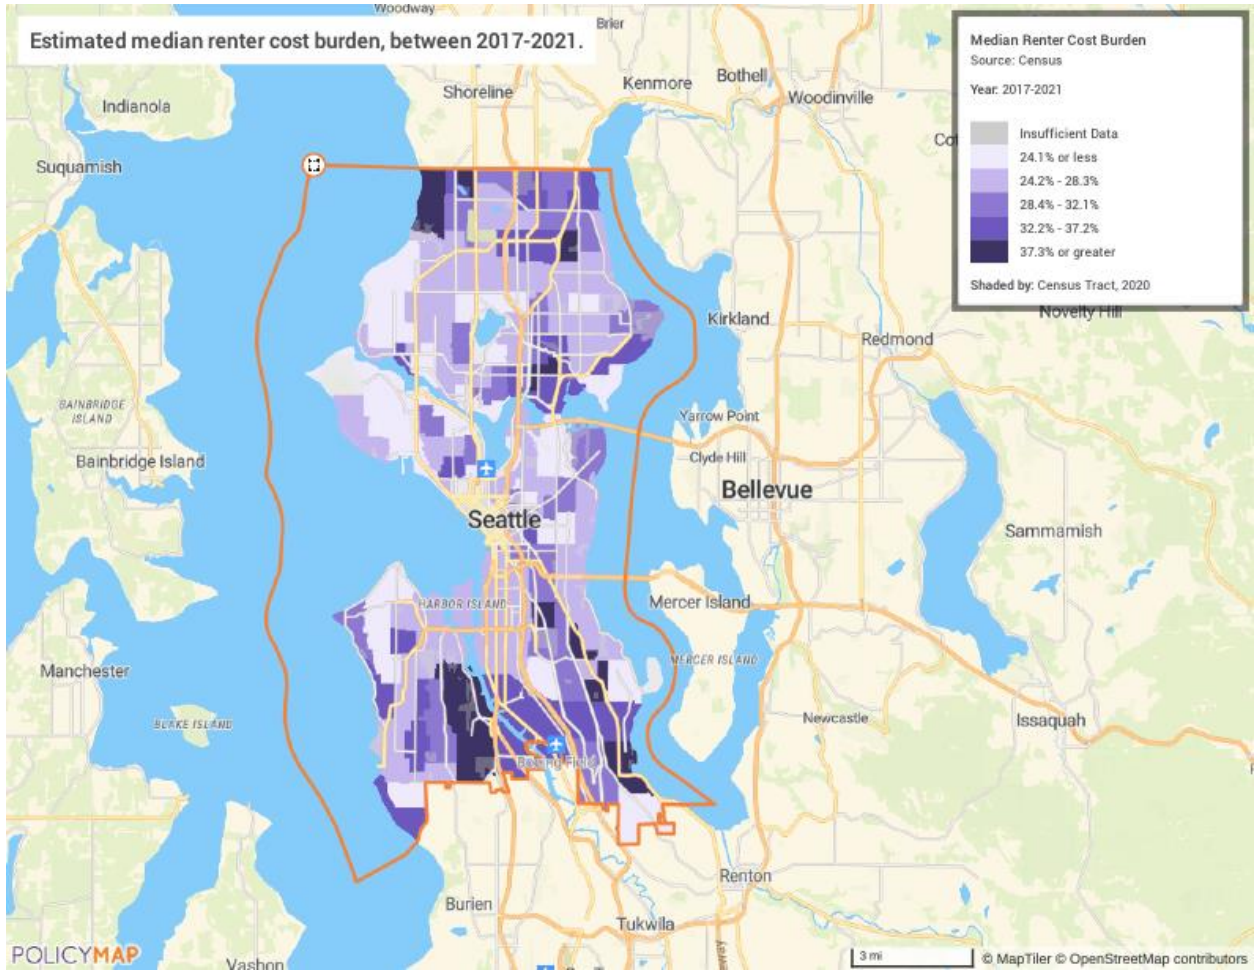 Woodway
Brier
Estimated median renter cost burden, between 2017-2021.
Median Renter Cost Burden
Source: Census
Year: 2017-2021
Insufficient Data
24.1% or less
24.2% - 28.3%
28.4% - 32.1%
32.2% - 37.2%
37.3% or greater
Shaded by: Census Tract, 2020
Bothell
Kenmore
Shoreline
Woodinville
Indianola
Suquamish
Novelty Hill
Kirkland
Redmond
BAINBRIDGE
ISLAND
Yarrow Point
Bainbridge Island
Clyde Hill
Bellevue
Seattle
Sammamish
HARBOR ISLAND
Mercer Island
MERCER ISLAND
Manchester
BLAKE ISLAND
Newcastle
Issaquah
Boeing Field
Renton
Burien
Tukwila
POLICYMAP
Vashon
3 mi
© MapTiler © OpenStreetMap contributors